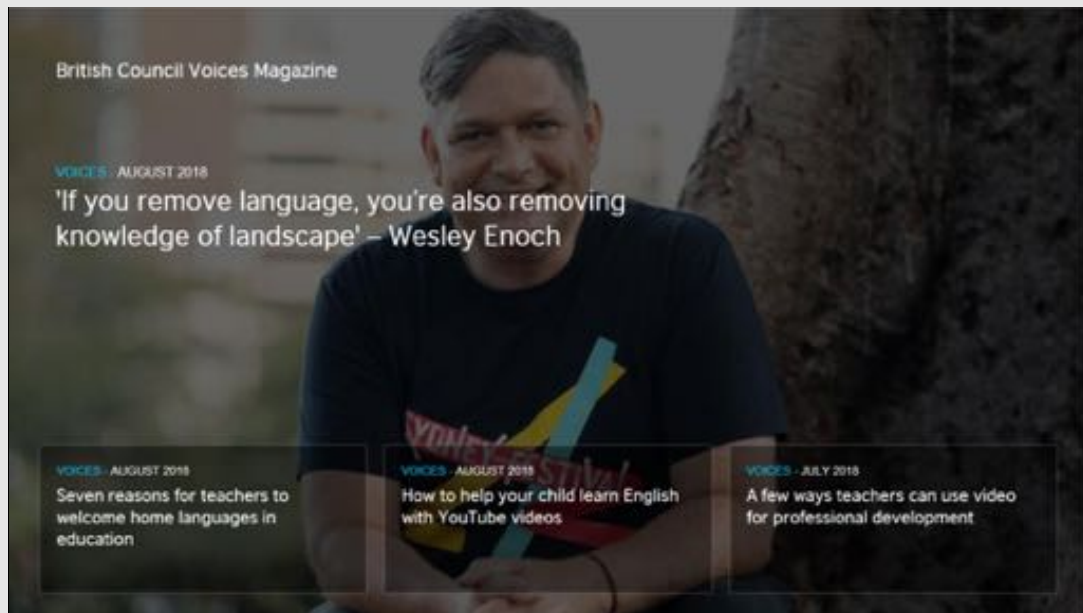 British Council Voices Magazine
VOICES - AUGUST 2018
'If you remove language, you're also removing
knowledge of landscape' – Wesley Enoch
SYDNEY FESTIVAL
VOICES - AUGUST 2018
Seven reasons for teachers to
welcome home languages in
education
VOICES - AUGUST 2018
How to help your child learn English
with YouTube videos
VOICES - JULY 2018
A few ways teachers can use video
for professional development